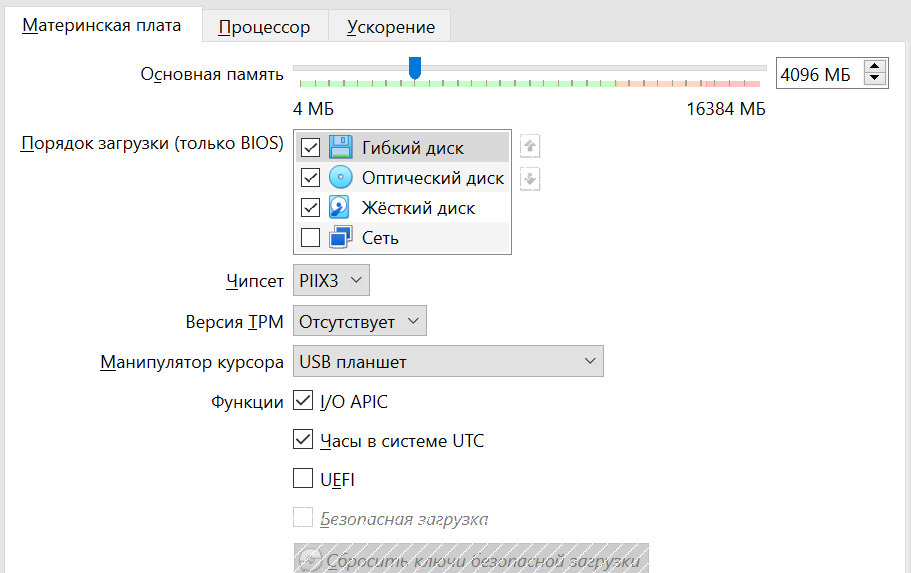 Материнская плата Процессор Ускорение
Основная память 4096 МБ
4 МБ 16384 МБ
Порядок загрузки (только BIOS) Гибкий диск
Оптический диск
Жёсткий диск
Сеть
Чипсет PIIX3
Версия TPM Отсутствует
Манипулятор курсора USB планшет
Функции I/O APIC
Часы в системе UTC
UEFI
Безопасная загрузка
Сбросить ключи безопасной загрузки